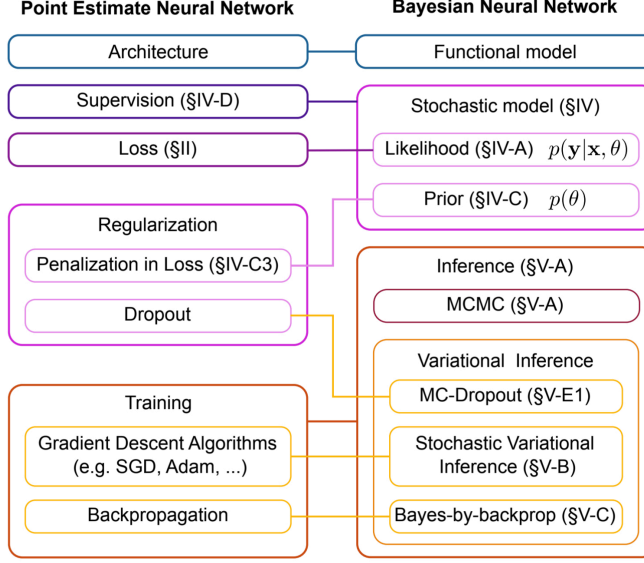 Point Estimate Neural Network
Bayesian Neural Network
Architecture
Functional model
Supervision (§IV-D)
Stochastic model (§IV)
Loss (§II)
Likelihood (§IV-A) p(y|x, θ)
Prior (§IV-C) p(θ)
Regularization
Penalization in Loss (§IV-C3)
Dropout
Inference (§V-A)
MCMC (§V-A)
Variational Inference
MC-Dropout (§V-E1)
Training
Gradient Descent Algorithms
(e.g. SGD, Adam, ...)
Stochastic Variational
Inference (§V-B)
Backpropagation
Bayes-by-backprop (§V-C)